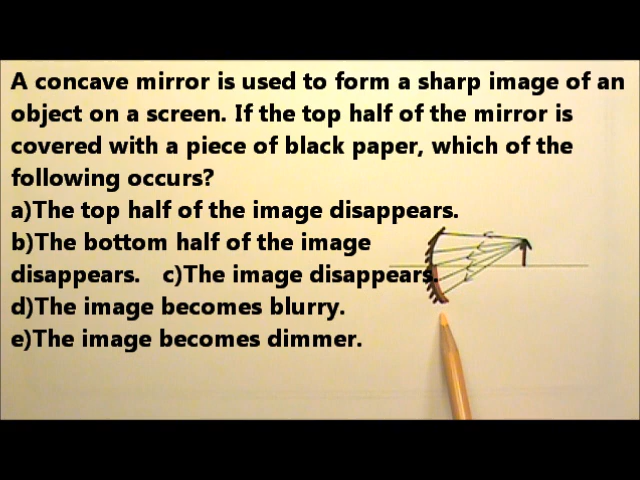 A concave mirror is used to form a sharp image of an
object on a screen. If the top half of the mirror is
covered with a piece of black paper, which of the
following occurs?
a)The top half of the image disappears.
b)The bottom half of the image
disappears.   c)The image disappears.
d)The image becomes blurry.
e)The image becomes dimmer.